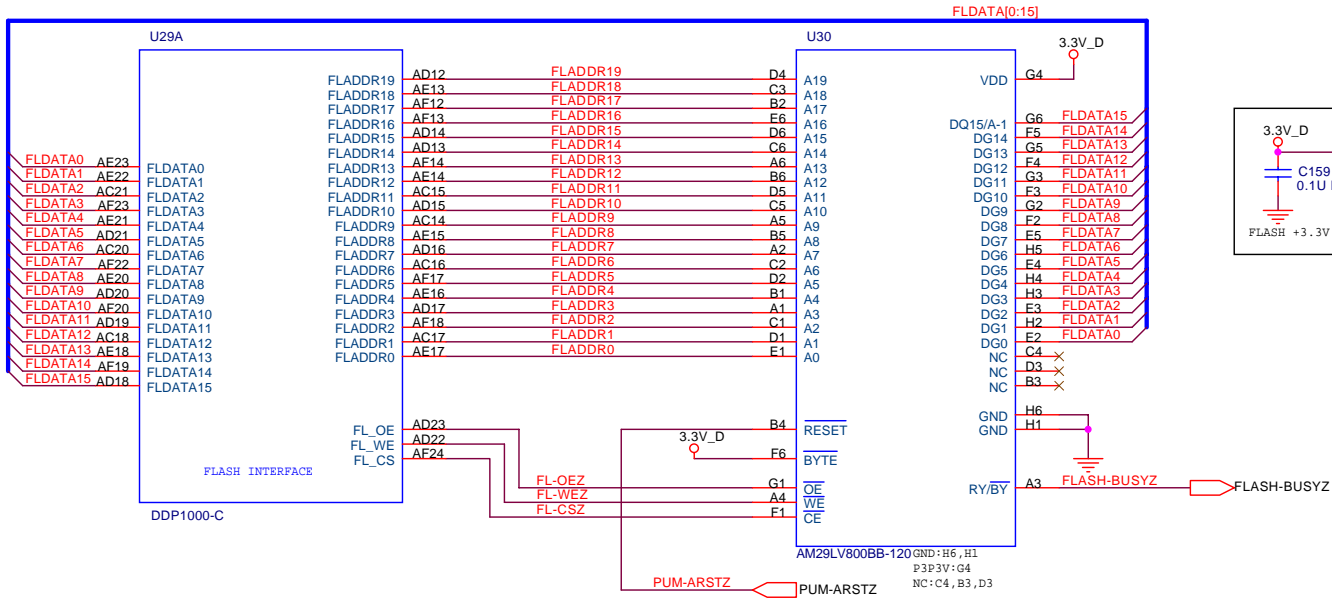 FLDATA[0:15]
U29A
U30
3.3V_D
FLADDR19 AD12 FLADDR19 D4 A19
FLADDR18 AE13 FLADDR18 C3 A18
FLADDR17 AF12 FLADDR17 B2 A17
FLADDR16 AF13 FLADDR16 E6 A16
FLADDR15 AD14 FLADDR15 D6 A15
FLADDR14 AD13 FLADDR14 C6 A14
FLADDR13 AF14 FLADDR13 A6 A13
FLADDR12 AE14 FLADDR12 B6 A12
FLADDR11 AC15 FLADDR11 D5 A11
FLADDR10 AD15 FLADDR10 C5 A10
FLADDR9 AC14 FLADDR9 A5 A9
FLADDR8 AE15 FLADDR8 B5 A8
FLADDR7 AD16 FLADDR7 A2 A7
FLADDR6 AC16 FLADDR6 C2 A6
FLADDR5 AF17 FLADDR5 D2 A5
FLADDR4 AE16 FLADDR4 B1 A4
FLADDR3 AD17 FLADDR3 A1 A3
FLADDR2 AF18 FLADDR2 C1 A2
FLADDR1 AC17 FLADDR1 D1 A1
FLADDR0 AE17 FLADDR0 E1 A0
FLDATA0 AE23 FLDATA0
FLDATA1 AE22 FLDATA1
FLDATA2 AC21 FLDATA2
FLDATA3 AF23 FLDATA3
FLDATA4 AE21 FLDATA4
FLDATA5 AD21 FLDATA5
FLDATA6 AC20 FLDATA6
FLDATA7 AF22 FLDATA7
FLDATA8 AE20 FLDATA8
FLDATA9 AD20 FLDATA9
FLDATA10 AF20 FLDATA10
FLDATA11 AD19 FLDATA11
FLDATA12 AC18 FLDATA12
FLDATA13 AE18 FLDATA13
FLDATA14 AF19 FLDATA14
FLDATA15 AD18 FLDATA15
VDD G4
DQ15/A-1 G6 FLDATA15
DG14 F5 FLDATA14
DG13 G5 FLDATA13
DG12 F4 FLDATA12
DG11 G3 FLDATA11
DG10 F3 FLDATA10
DG9 G2 FLDATA9
DG8 F2 FLDATA8
DG7 E5 FLDATA7
DG6 H5 FLDATA6
DG5 E4 FLDATA5
DG4 H4 FLDATA4
DG3 H3 FLDATA3
DG2 E3 FLDATA2
DG1 H2 FLDATA1
DG0 E2 FLDATA0
NC C4
NC D3
NC B3
GND H6
GND H1
RY/BY A3 FLASH-BUSYZ
FLASH-BUSYZ
3.3V_D
C159
0.1U
FLASH +3.3V
FL_OE AD23
FL_WE AD22
FL_CS AF24
FLASH INTERFACE
DDP1000-C
B4 RESET
3.3V_D
F6 BYTE
FL-OEZ G1 OE
FL-WEZ A4 WE
FL-CSZ F1 CE
AM29LV800BB-120
GND:H6,H1
P3P3V:G4
NC:C4,B3,D3
PUM-ARSTZ
PUM-ARSTZ